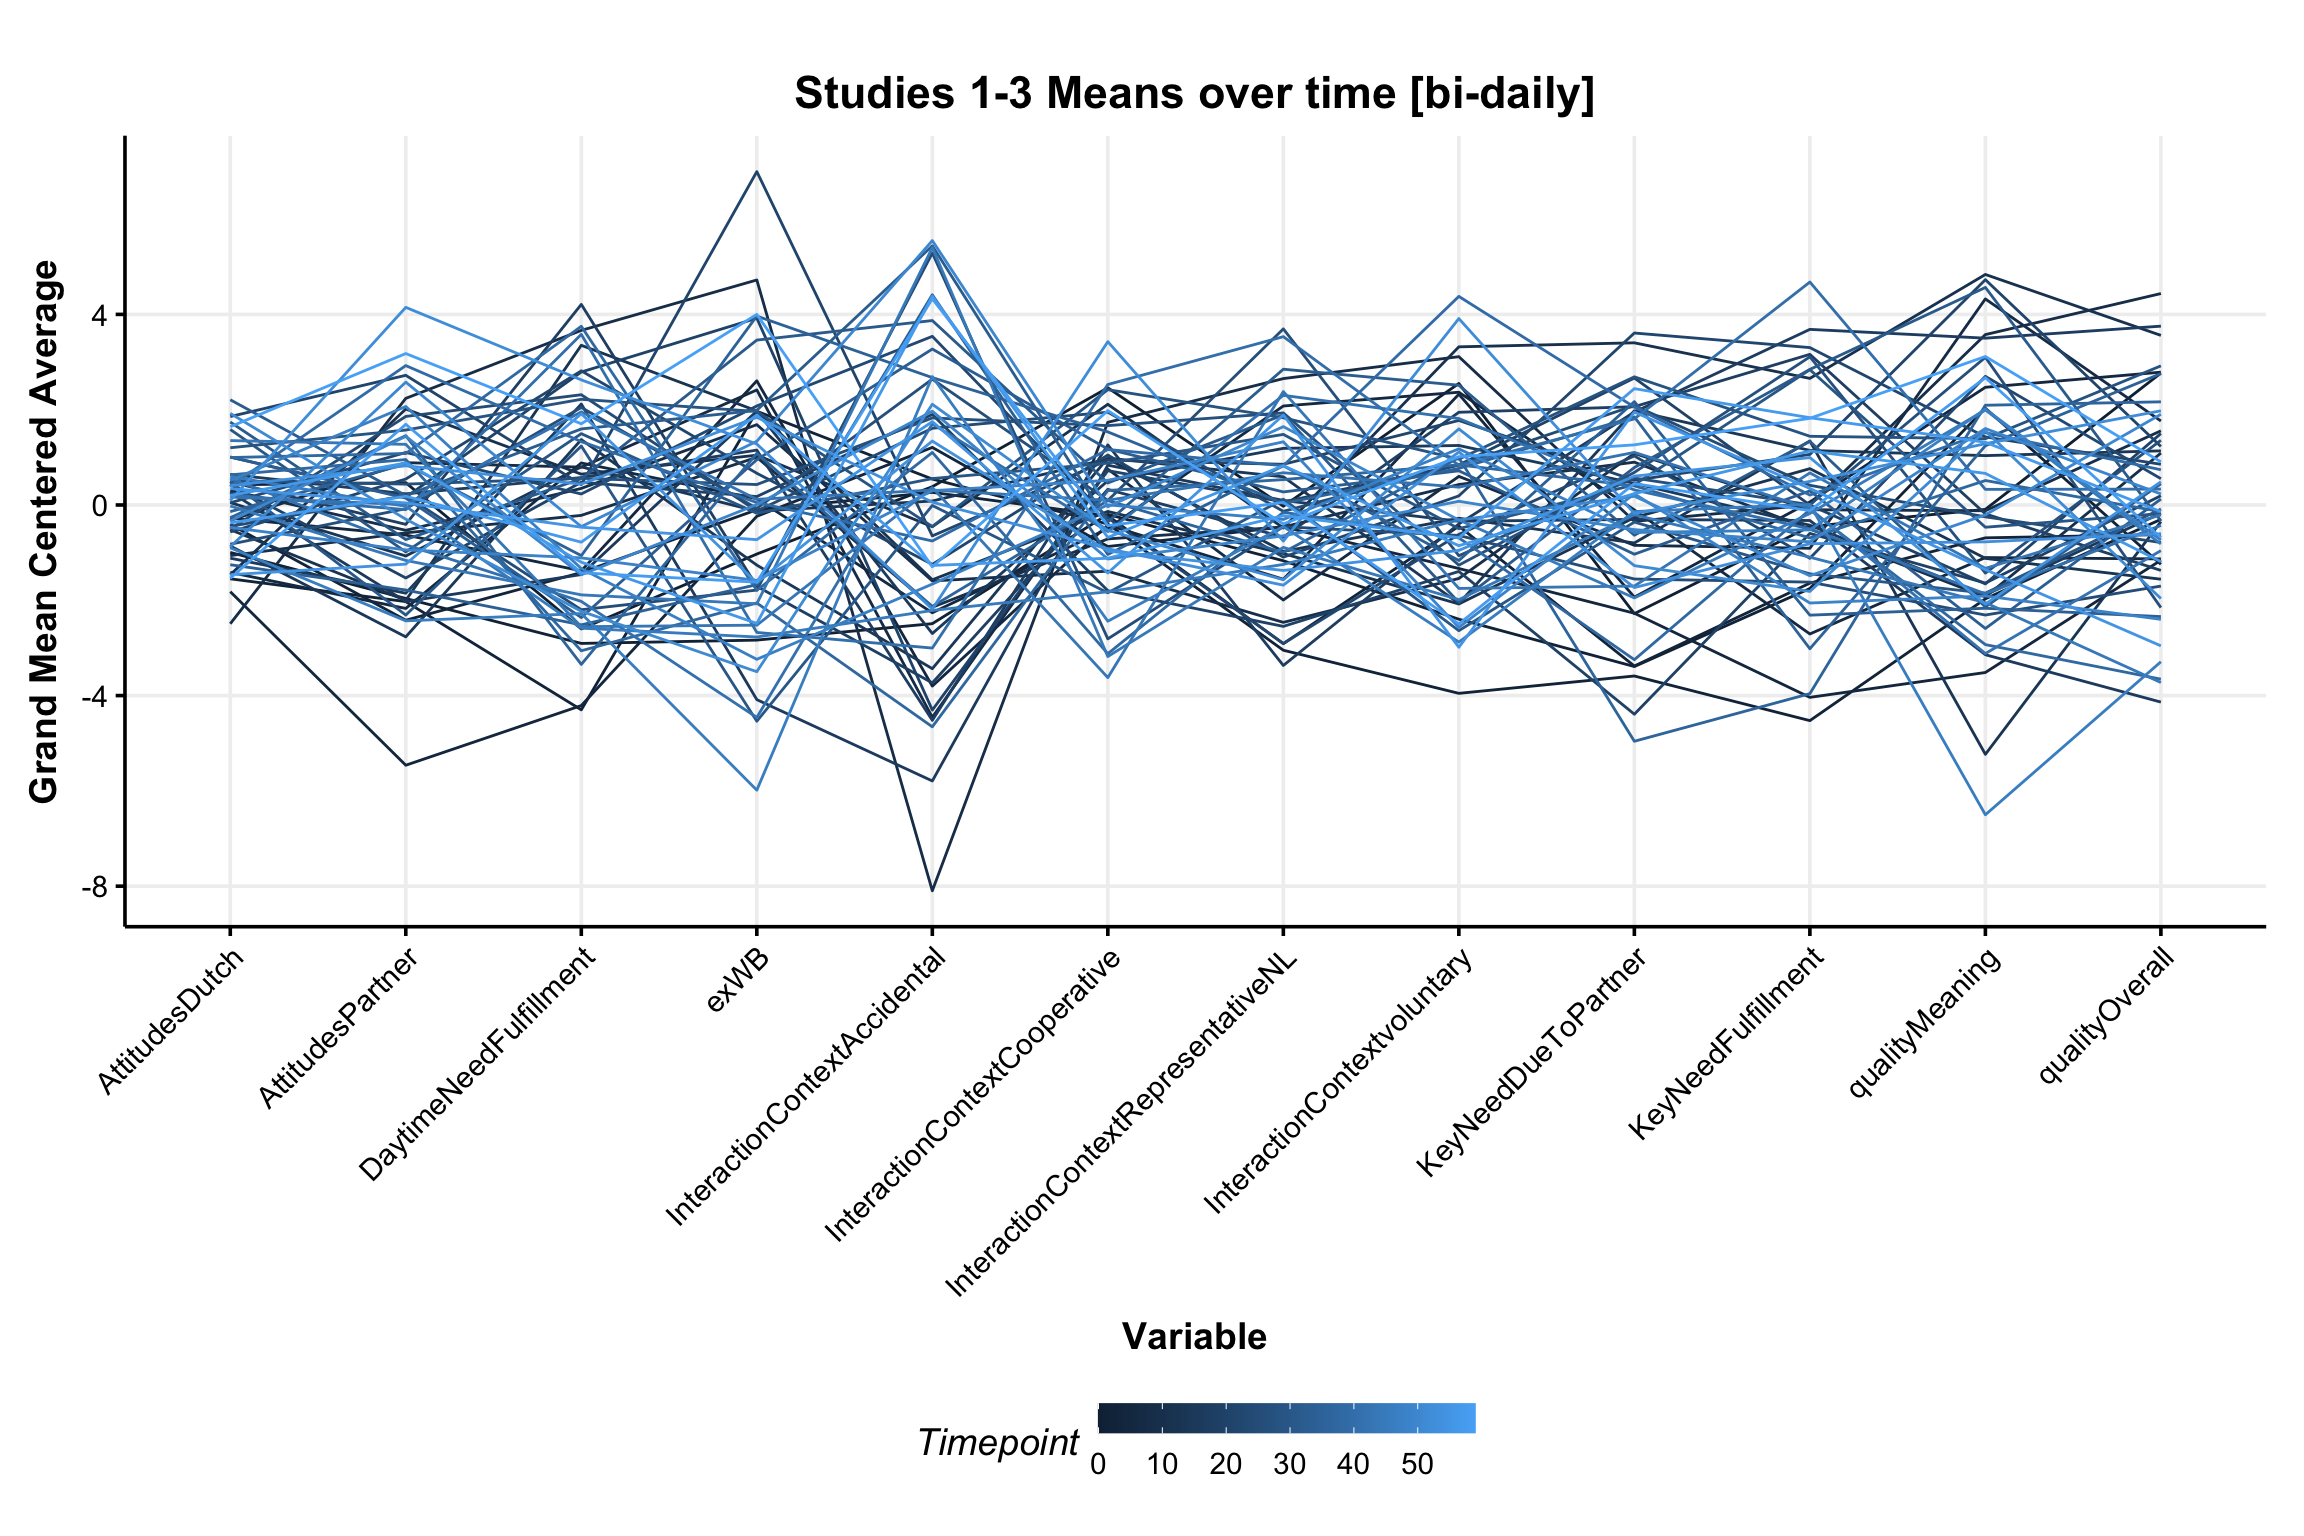 Studies 1-3 Means over time [bi-daily]
Grand Mean Centered Average
4
0
-4
-8
AttitudesDutch
AttitudesPartner
DaytimeNeedFulfillment
exWB
InteractionContextAccidental
InteractionContextCooperative
InteractionContextRepresentativeNL
InteractionContextvoluntary
KeyNeedDueToPartner
KeyNeedFulfillment
qualityMeaning
qualityOverall
Variable
Timepoint
0 10 20 30 40 50